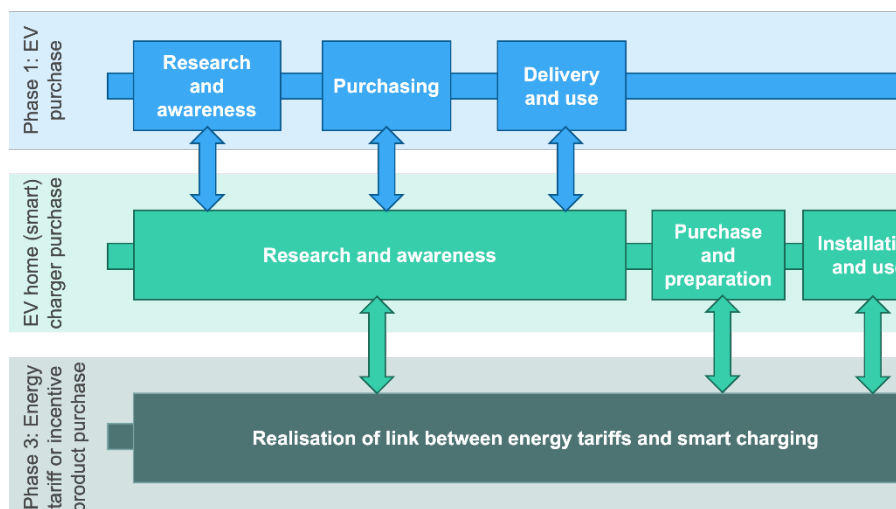 Phase 1: EV
purchase
Research
and
awareness
Purchasing
Delivery
and use
EV home (smart)
charger purchase
Research and awareness
Purchase
and
preparation
and use
Phase 3: Energy
tariff or incentive
product purchase
Realisation of link between energy tariffs and smart charging